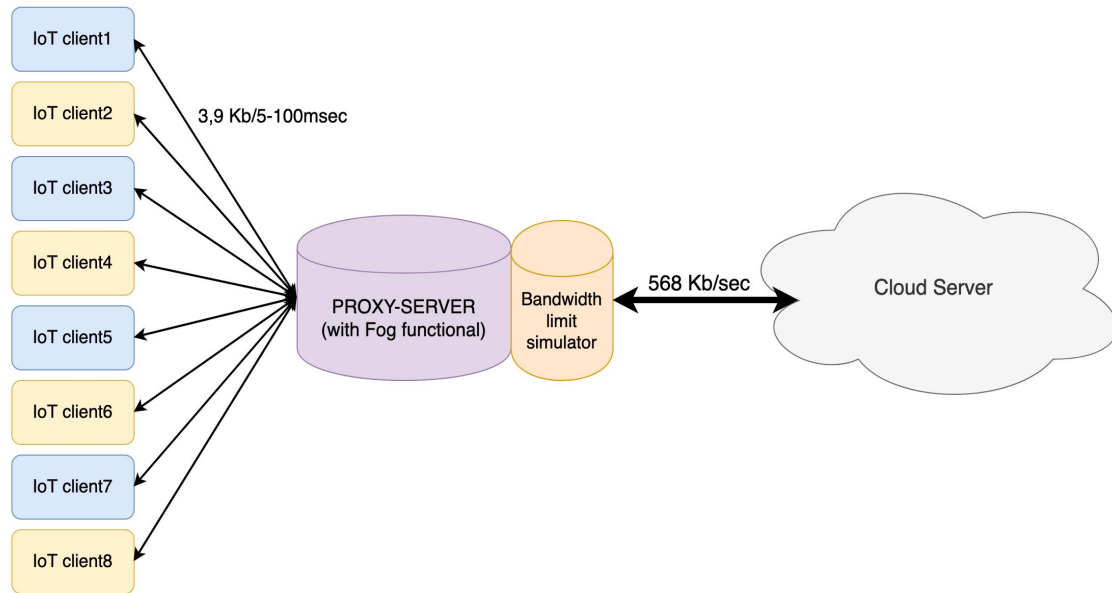 IoT client1
IoT client2
3,9 Kb/5-100msec
IoT client3
IoT client4
IoT client5
IoT client6
IoT client7
IoT client8
PROXY-SERVER
(with Fog functional)
Bandwidth
limit
simulator
568 Kb/sec
Cloud Server